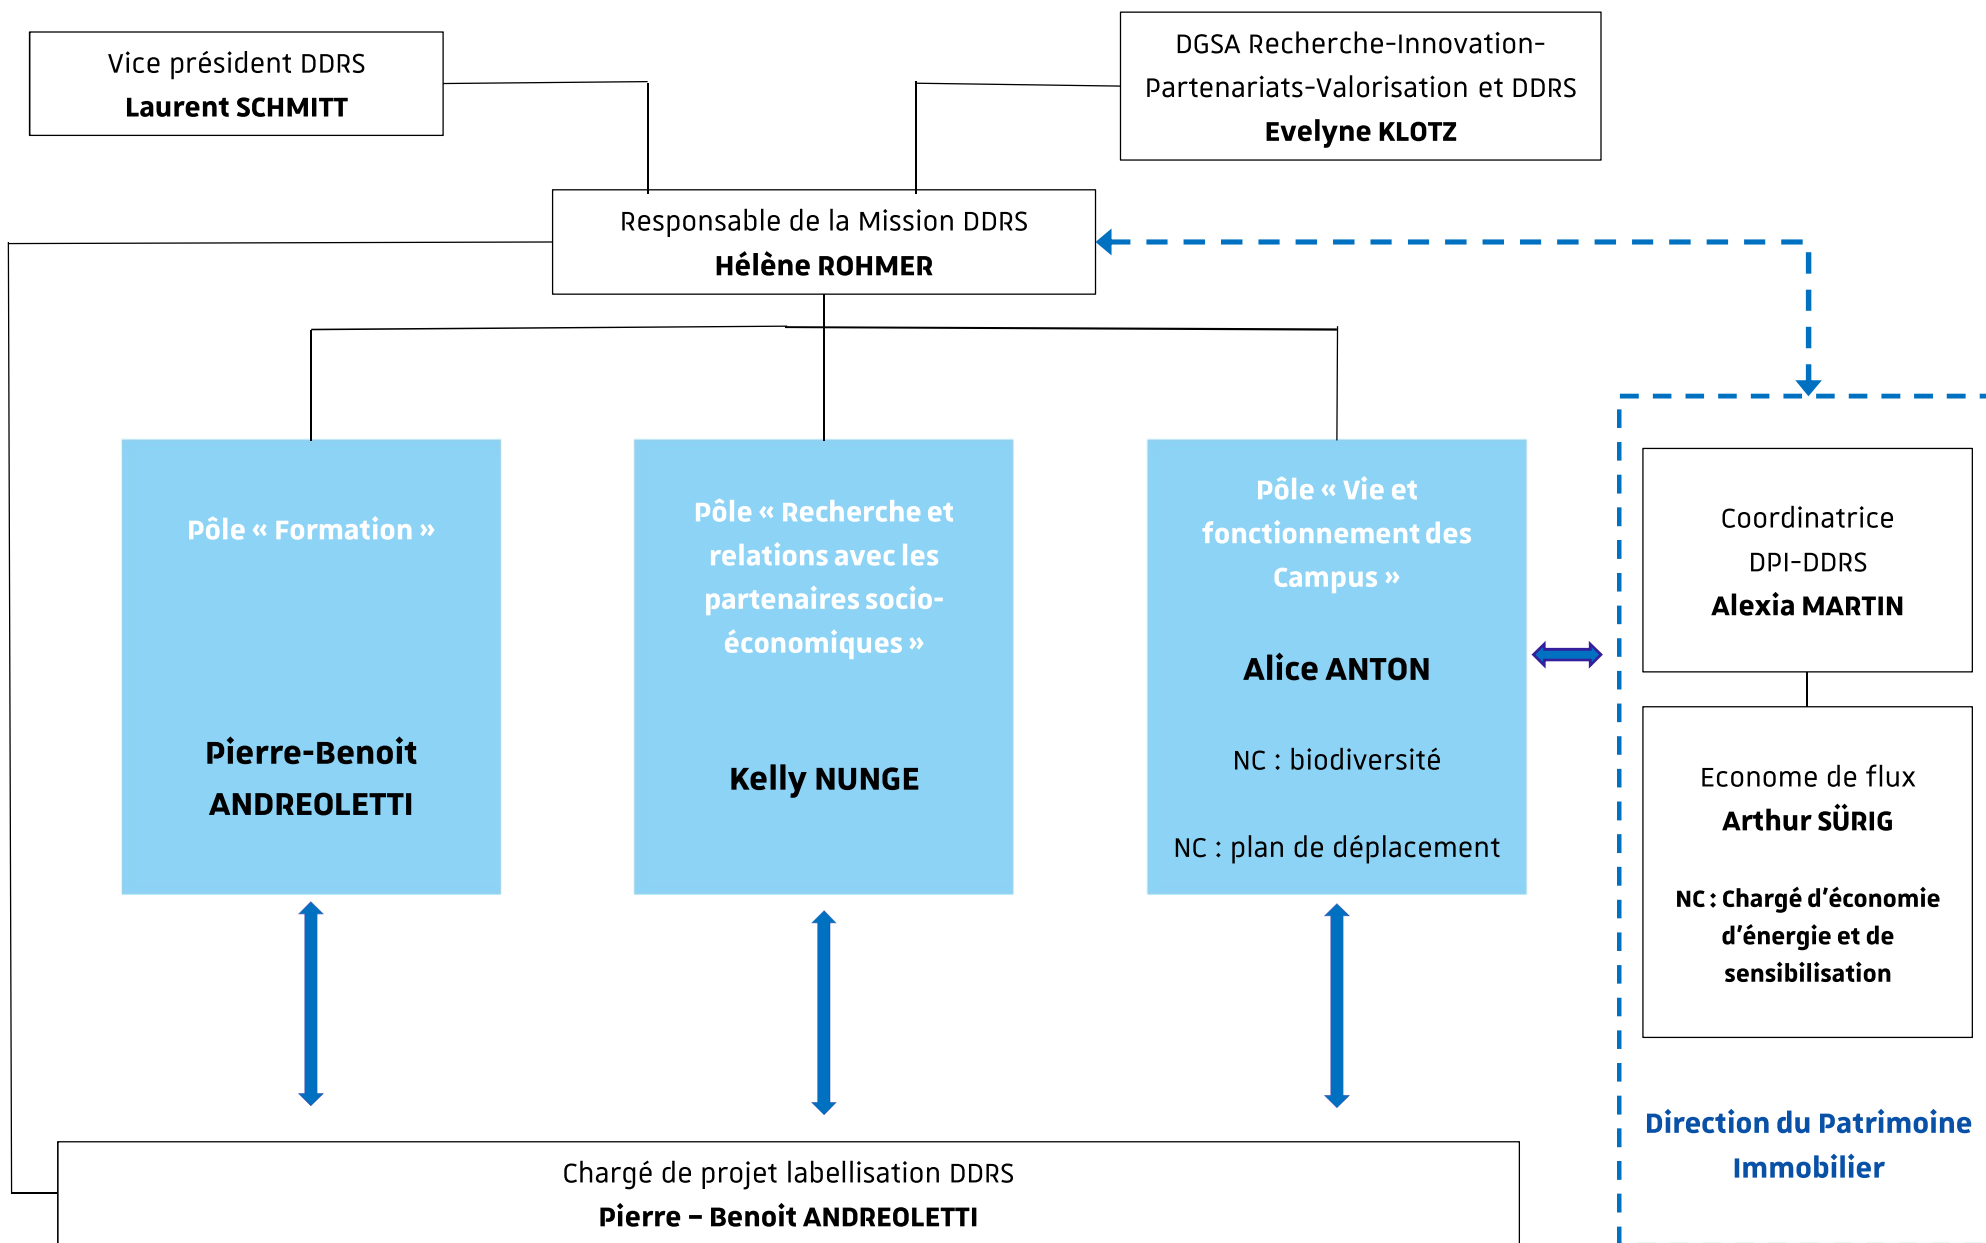 Vice président DDRS
Laurent SCHMITT
DGSA Recherche-Innovation-
Partenariats-Valorisation et DDRS
Evelyne KLOTZ
Responsable de la Mission DDRS
Hélène ROHMER
Pôle « Formation »
Pierre-Benoit
ANDREOLETTI
Pôle « Recherche et
relations avec les
partenaires socio-
économiques »
Kelly NUNGE
Pôle « Vie et
fonctionnement des
Campus »
Alice ANTON
NC : biodiversité
NC : plan de déplacement
Coordinatrice
DPI-DDRS
Alexia MARTIN
Econome de flux
Arthur SÜRIG
NC : Chargé d’économie
d’énergie et de
sensibilisation
Direction du Patrimoine
Immobilier
Chargé de projet labellisation DDRS
Pierre – Benoit ANDREOLETTI